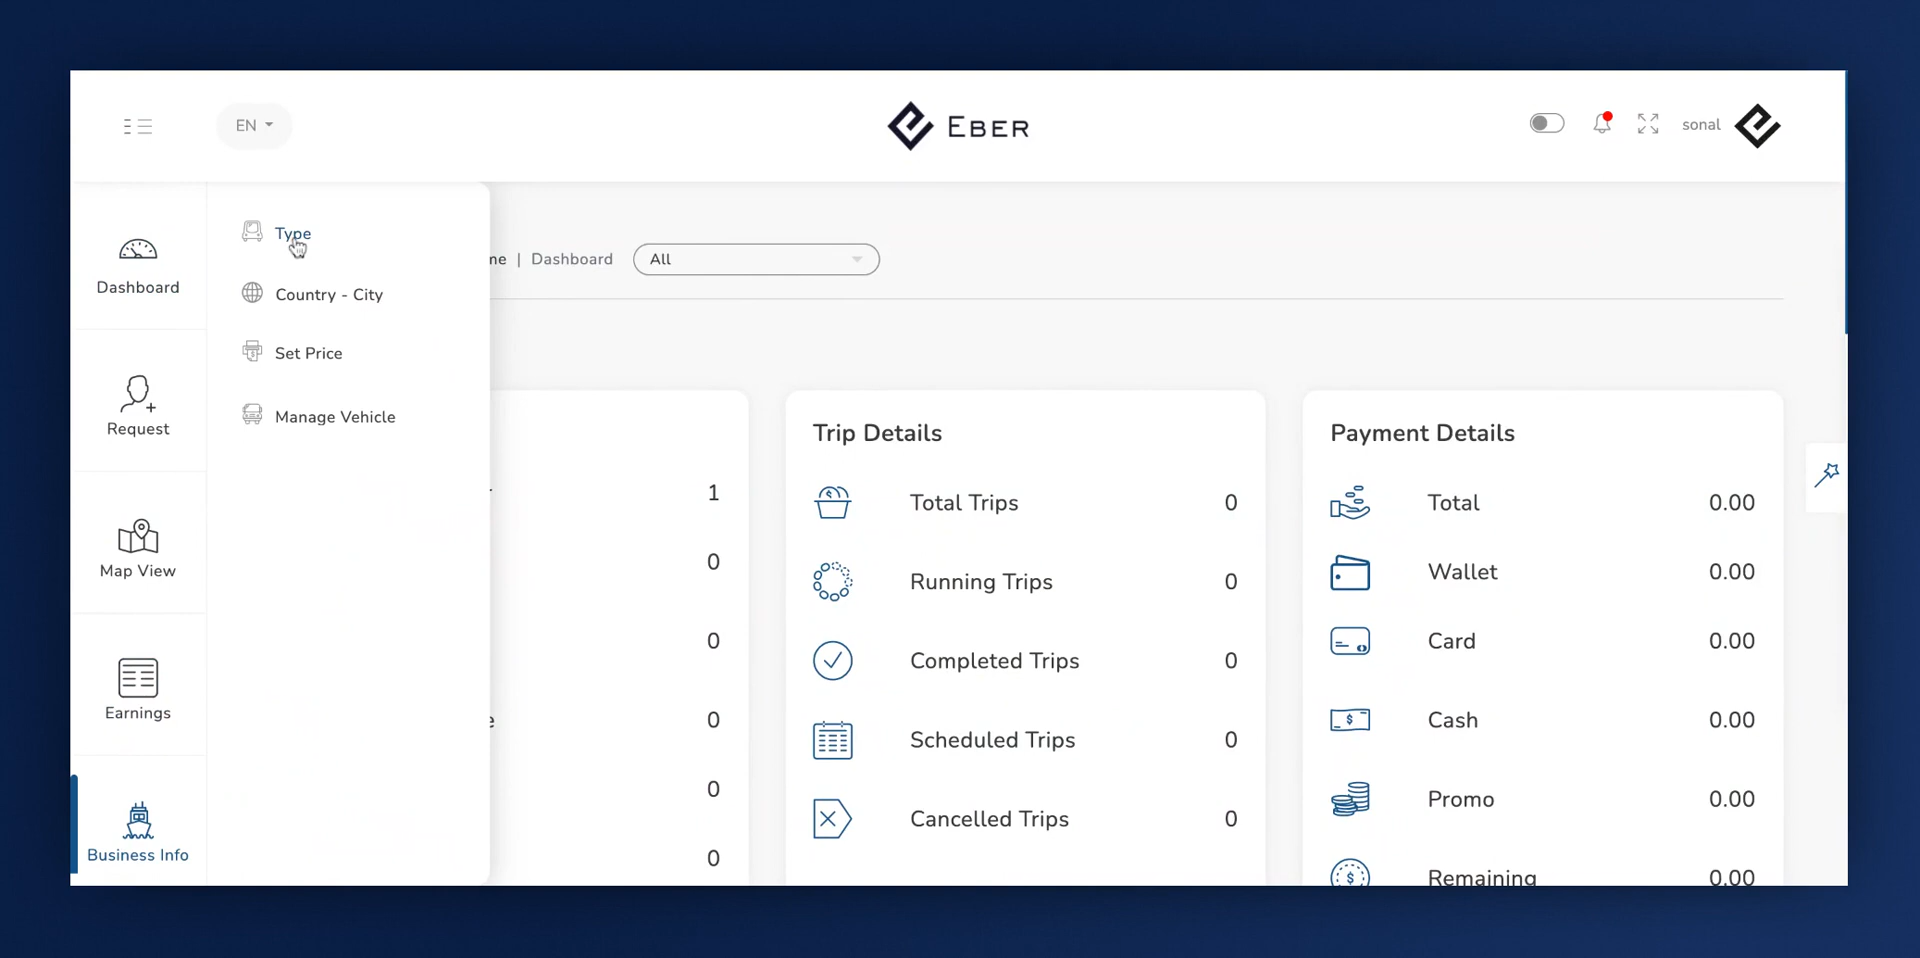 EN
EBER
sonal
Dashboard
Request
Map View
Earnings
Business Info
Type
Country - City
Set Price
Manage Vehicle
me | Dashboard
All
r 1
0
0
e 0
0
0
Trip Details
Total Trips 0
Running Trips 0
Completed Trips 0
Scheduled Trips 0
Cancelled Trips 0
Payment Details
Total 0.00
Wallet 0.00
Card 0.00
Cash 0.00
Promo 0.00
Remaining 0.00